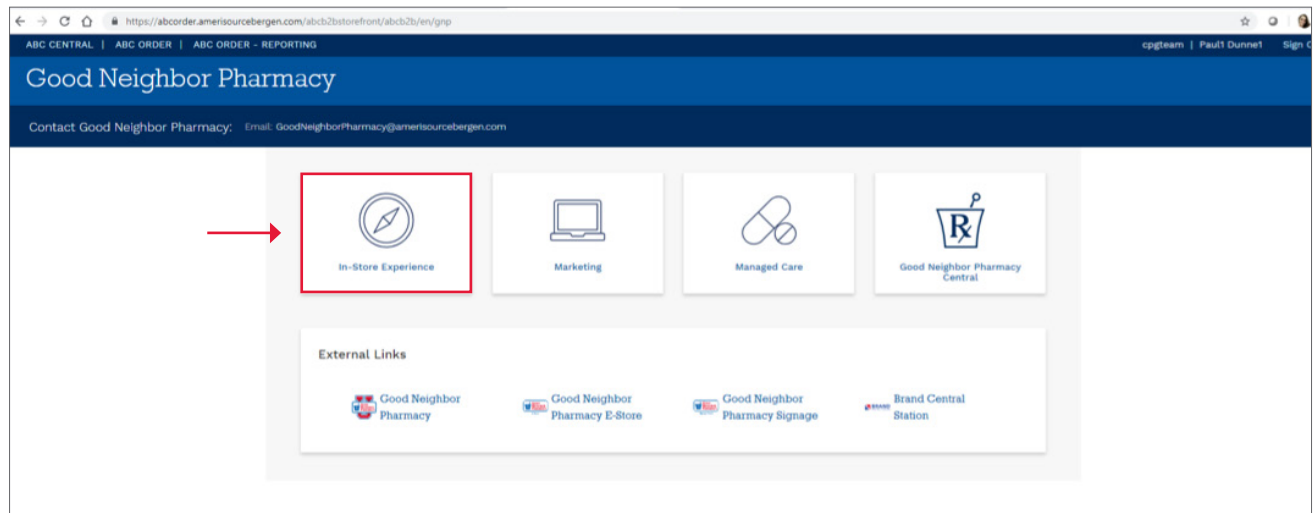 https://abcorder.amerisourcebergen.com/abcb2bstorefront/abcb2b/en/gnp
ABC CENTRAL | ABC ORDER | ABC ORDER - REPORTING
cpgteam | Paul1 Dunne1 Sign
Good Neighbor Pharmacy
Contact Good Neighbor Pharmacy: Email: GoodNeighborPharmacy@amerisourcebergen.com
In-Store Experience
Marketing
Managed Care
Good Neighbor Pharmacy
Central
External Links
Good Neighbor
Pharmacy
Good Neighbor
Pharmacy E-Store
Good Neighbor
Pharmacy Signage
Brand Central
Station